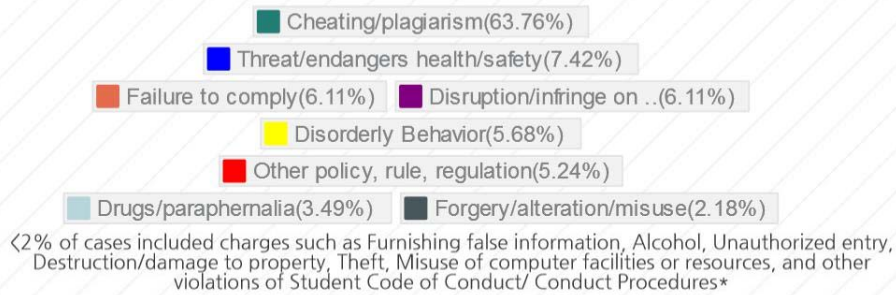 Cheating/plagiarism(63.76%)
Threat/endangers health/safety(7.42%)
Failure to comply(6.11%) Disruption/infringe on ..(6.11%)
Disorderly Behavior(5.68%)
Other policy, rule, regulation(5.24%)
Drugs/paraphernalia(3.49%) Forgery/alteration/misuse(2.18%)
<2% of cases included charges such as Furnishing false information, Alcohol, Unauthorized entry,
Destruction/damage to property, Theft, Misuse of computer facilities or resources, and other
violations of Student Code of Conduct/ Conduct Procedures*